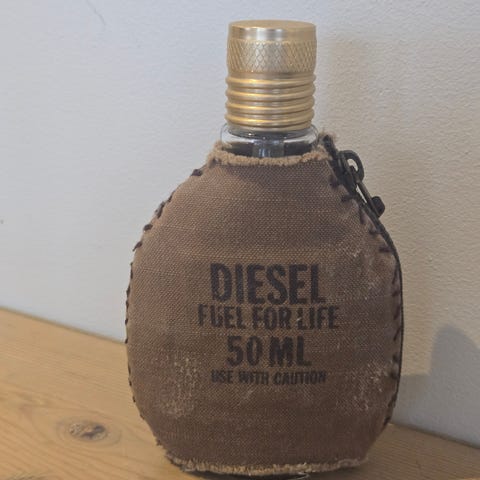 DIESEL
FUEL FOR LIFE
50 ML
USE WITH CAUTION